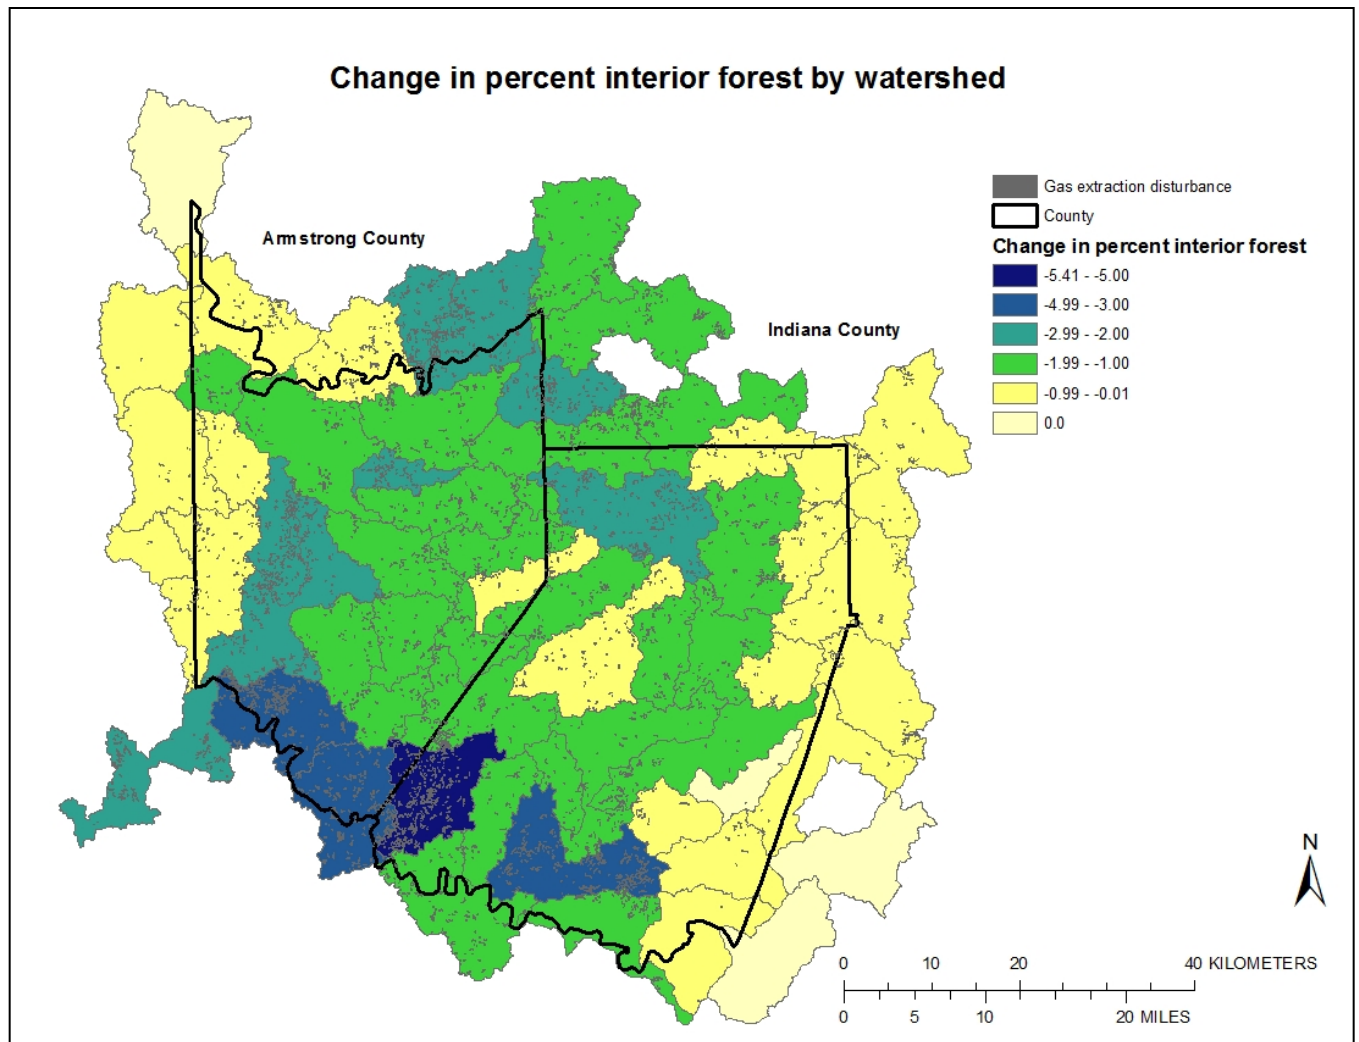 Change in percent interior forest by watershed
Armstrong County
Indiana County
Gas extraction disturbance
County
Change in percent interior forest
-5.41 - -5.00
-4.99 - -3.00
-2.99 - -2.00
-1.99 - -1.00
-0.99 - -0.01
0.0
N
0 10 20 40 KILOMETERS
0 5 10 20 MILES